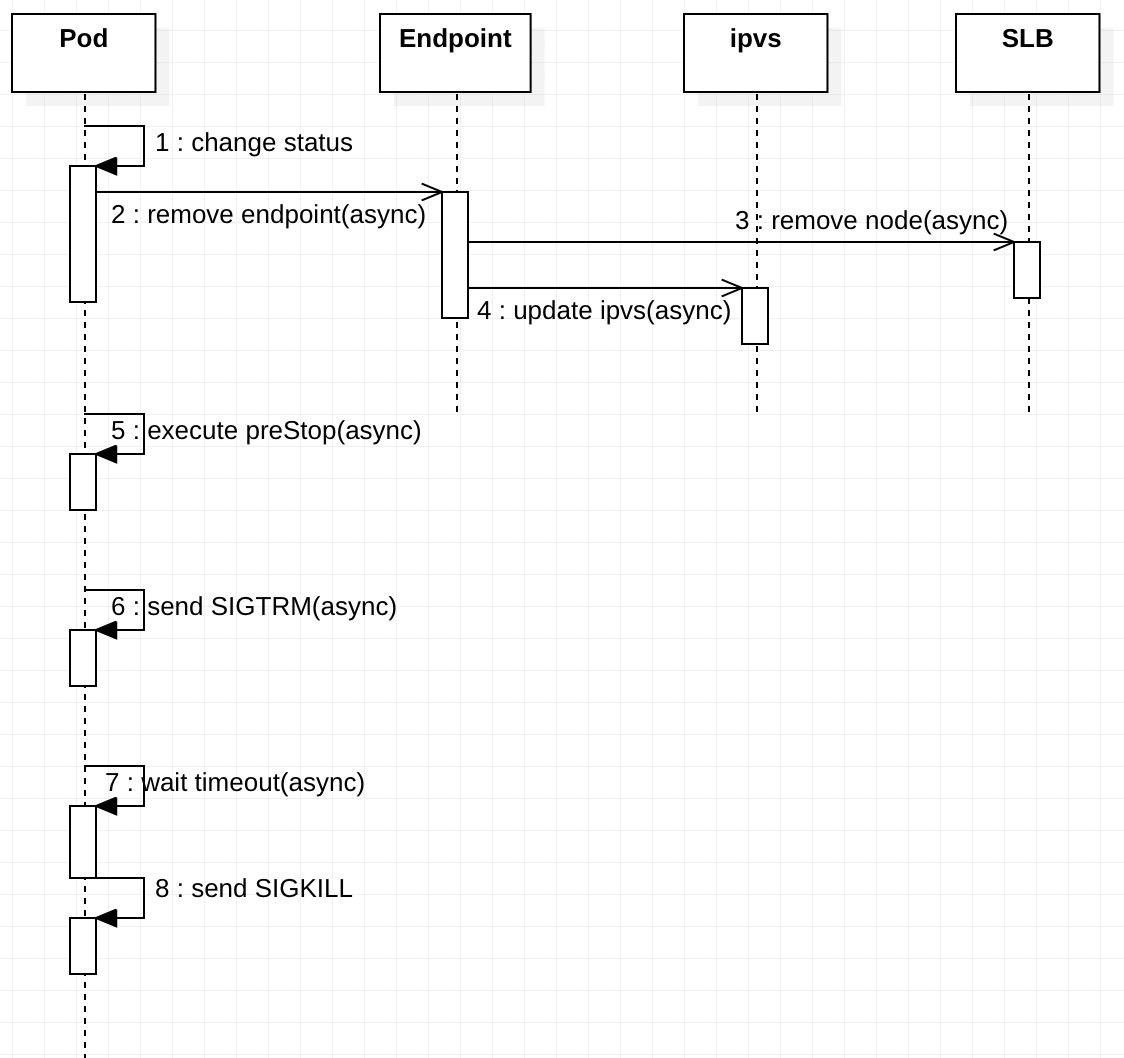 Pod
Endpoint
ipvs
SLB
1 : change status
2 : remove endpoint(async)
3 : remove node(async)
4 : update ipvs(async)
5 : execute preStop(async)
6 : send SIGTRM(async)
7 : wait timeout(async)
8 : send SIGKILL